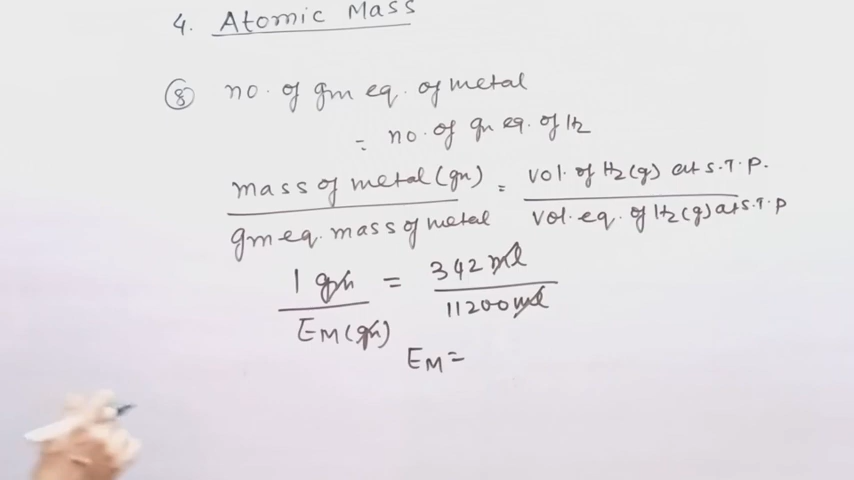 4. Atomic Mass
⑧ no. of gm eq. of metal
= no. of gm eq. of H2
mass of metal (gm) = vol. of H2(g) at s.T.p.
gm eq. mass of metal vol. eq. of H2(g) at s.T.p
1 gm = 342 ml
EM (gm) 11200 ml
EM =